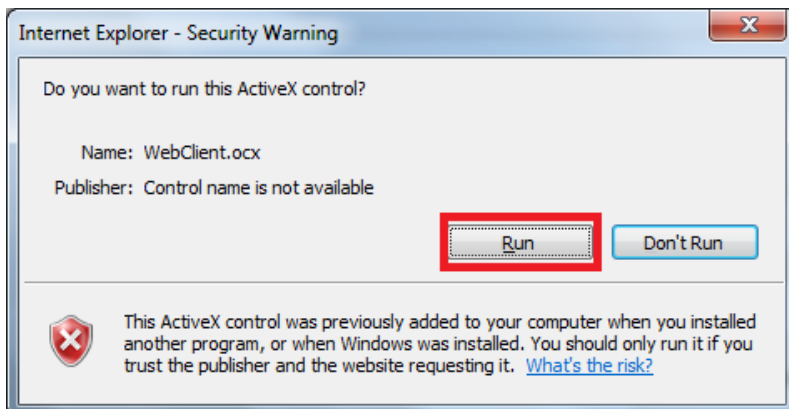 Internet Explorer - Security Warning
Do you want to run this ActiveX control?
Name: WebClient.ocx
Publisher: Control name is not available
Run
Don't Run
This ActiveX control was previously added to your computer when you installed
another program, or when Windows was installed. You should only run it if you
trust the publisher and the website requesting it. What's the risk?